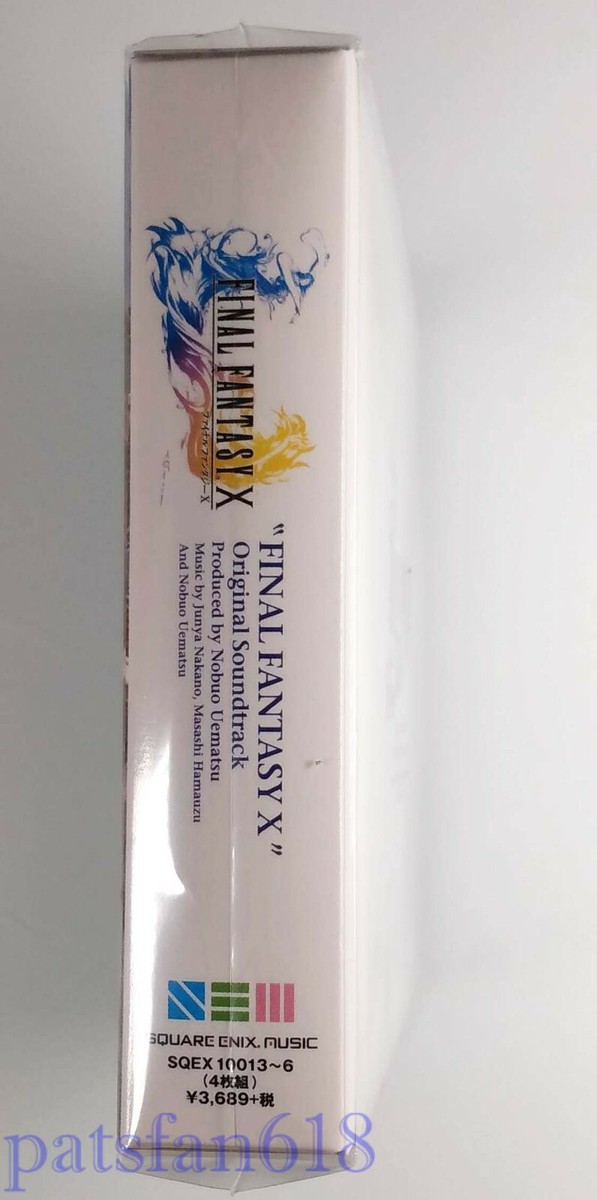 FINAL FANTASY X
ファイナルファンタジーX
“FINAL FANTASY X”
Original Soundtrack
Produced by Nobuo Uematsu
Music by Junya Nakano, Masashi Hamauzu
And Nobuo Uematsu
SEM
SQUARE ENIX. MUSIC
SQEX 10013~6
(4枚組)
¥3,689+税
patsfan618